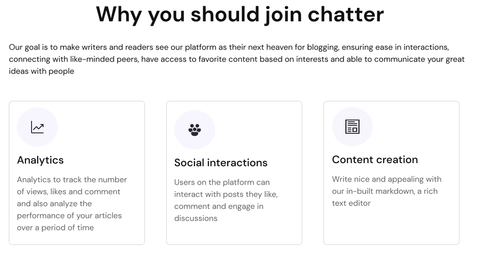 Why you should join chatter
Our goal is to make writers and readers see our platform as their next heaven for blogging, ensuring ease in interactions,
connecting with like-minded peers, have access to favorite content based on interests and able to communicate your great
ideas with people
Analytics
Analytics to track the number
of views, likes and comment
and also analyze the
performance of your articles
over a period of time
Social interactions
Users on the platform can
interact with posts they like,
comment and engage in
discussions
Content creation
Write nice and appealing with
our in-built markdown, a rich
text editor